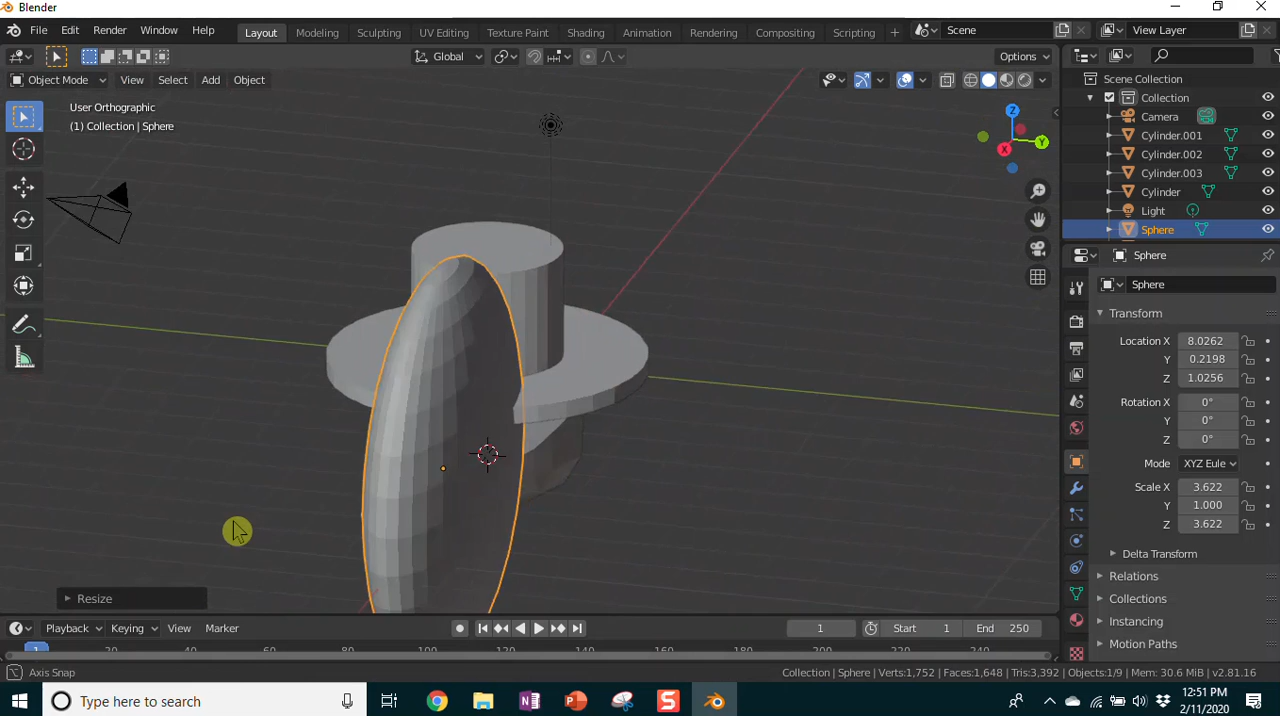 Blender
File Edit Render Window Help Layout Modeling Sculpting UV Editing Texture Paint Shading Animation Rendering Compositing Scripting + Scene View Layer
Global Options
Object Mode View Select Add Object
User Orthographic
(1) Collection | Sphere
Z
Y
X
Scene Collection
Collection
Camera
Cylinder.001
Cylinder.002
Cylinder.003
Cylinder
Light
Sphere
Sphere
Sphere
Transform
Location X 8.0262
Y 0.2198
Z 1.0256
Rotation X 0°
Y 0°
Z 0°
Mode XYZ Eule
Scale X 3.622
Y 1.000
Z 3.622
Delta Transform
Relations
Collections
Instancing
Motion Paths
Resize
Playback Keying View Marker 1 Start 1 End 250
1 20 40 60 80 100 120 140 160 180 200 220 240
Axis Snap Collection | Sphere | Verts:1,752 | Faces:1,648 | Tris:3,392 | Objects:1/9 | Mem: 30.6 MiB | v2.81.16
Type here to search
12:51 PM
2/11/2020